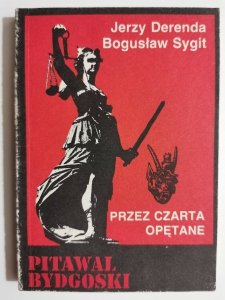 Jerzy Derenda
Bogusław Sygit
PRZEZ CZARTA
OPĘTANE
PITAWAL
BYDGOSKI